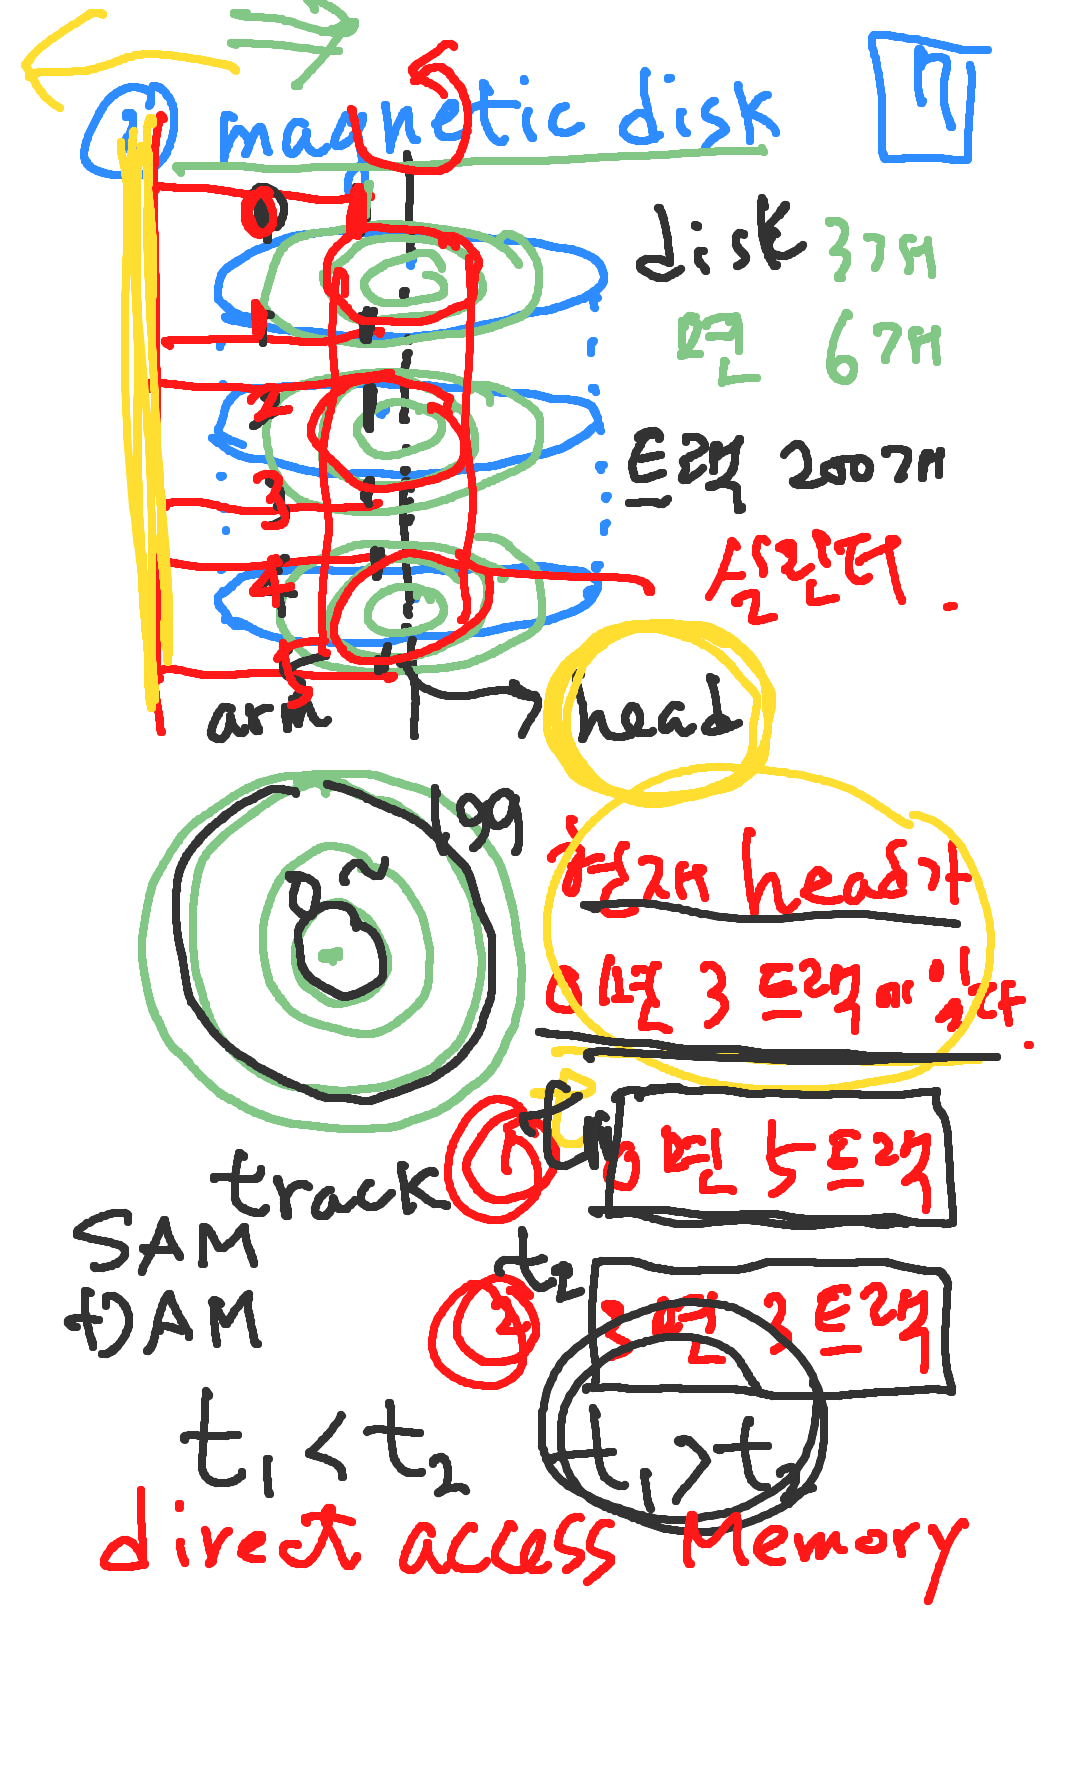 magnetic disk
ㄱ
disk 3개
면 6개
트랙 200개
실린더.
0
1
2
3
4
5
arm
head
199
0~
현재 head가
0면 3 트랙에 있다.
track
t1
0면 5 트랙
SAM
DAM
t2
3면 3 트랙
t1 < t2
t1 > t2
direct access Memory